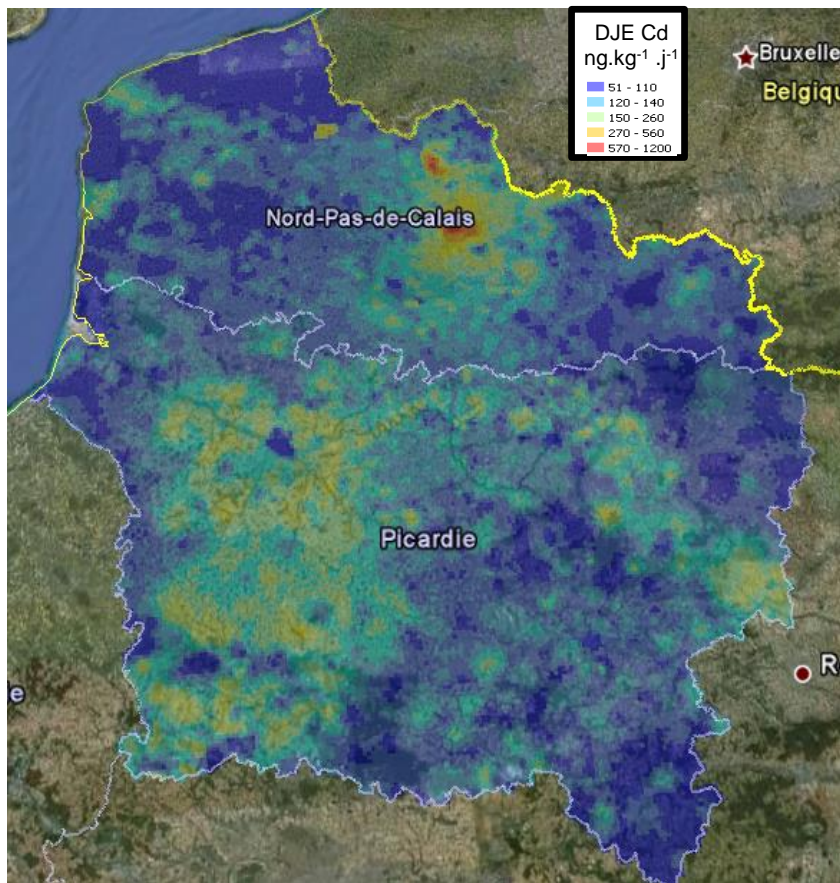 DJE Cd
ng.kg⁻¹ .j⁻¹
51 - 110
120 - 140
150 - 260
270 - 560
570 - 1200
Bruxelle
Belgiqu
Nord-Pas-de-Calais
Picardie
R
le